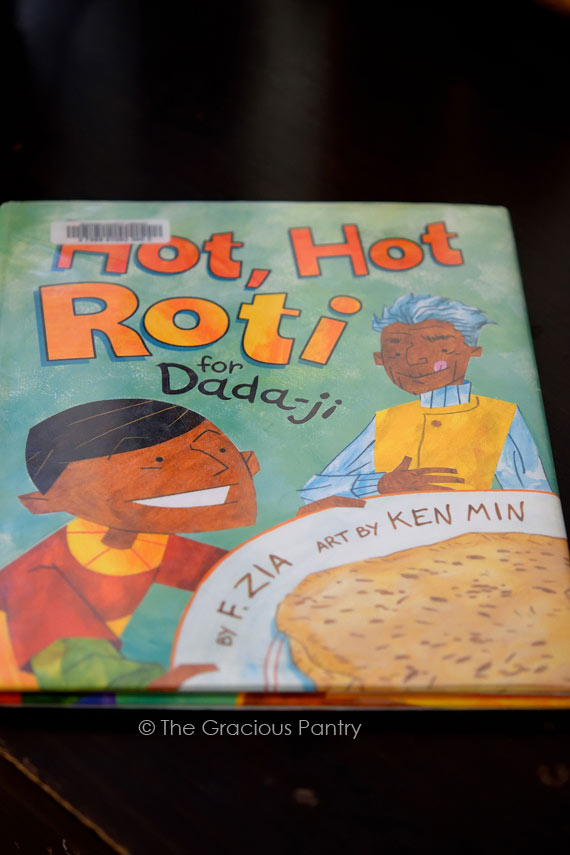 Hot, Hot
Roti
for
Dada-ji
BY F. ZIA
ART BY KEN MIN
© The Gracious Pantry